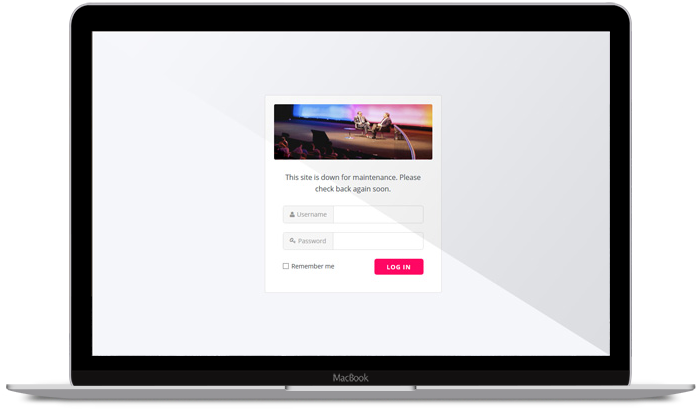 This site is down for maintenance. Please
check back again soon.
Username
Password
Remember me
LOG IN
MacBook